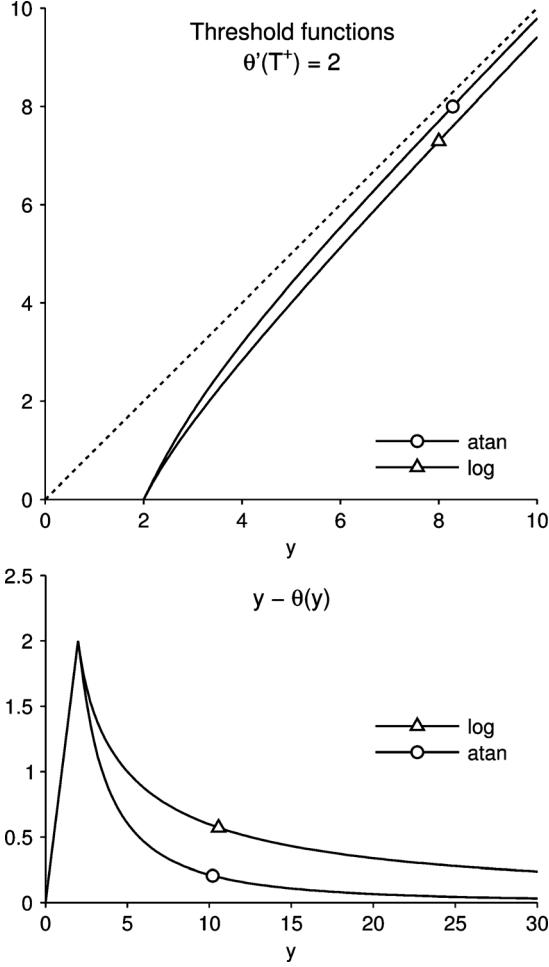 Threshold functions
θ'(T⁺) = 2
10
8
6
4
2
0
0 2 4 6 8 10
y
atan
log
y − θ(y)
2.5
2
1.5
1
0.5
0
0 5 10 15 20 25 30
y
log
atan